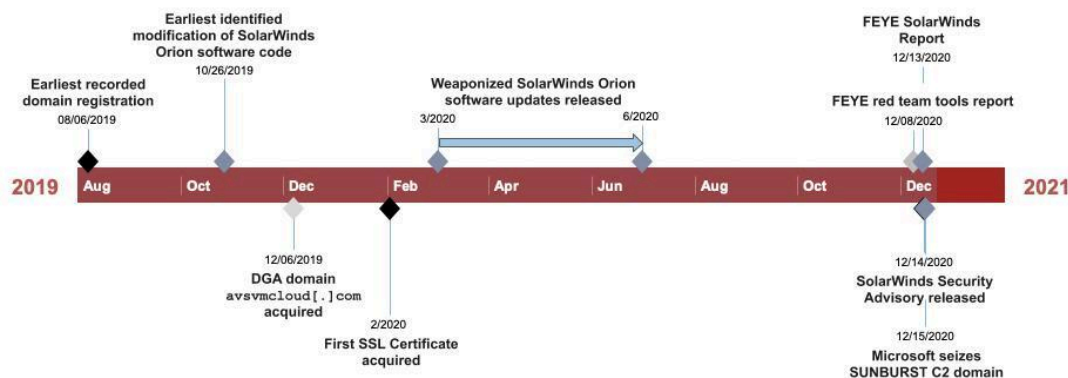 Earliest identified
modification of SolarWinds
Orion software code
10/26/2019
FEYE SolarWinds
Report
12/13/2020
Earliest recorded
domain registration
08/06/2019
Weaponized SolarWinds Orion
software updates released
3/2020
6/2020
FEYE red team tools report
12/08/2020
2019
Aug
Oct
Dec
Feb
Apr
Jun
Aug
Oct
Dec
2021
12/06/2019
DGA domain
avsvmcloud[.]com
acquired
2/2020
First SSL Certificate
acquired
12/14/2020
SolarWinds Security
Advisory released
12/15/2020
Microsoft seizes
SUNBURST C2 domain